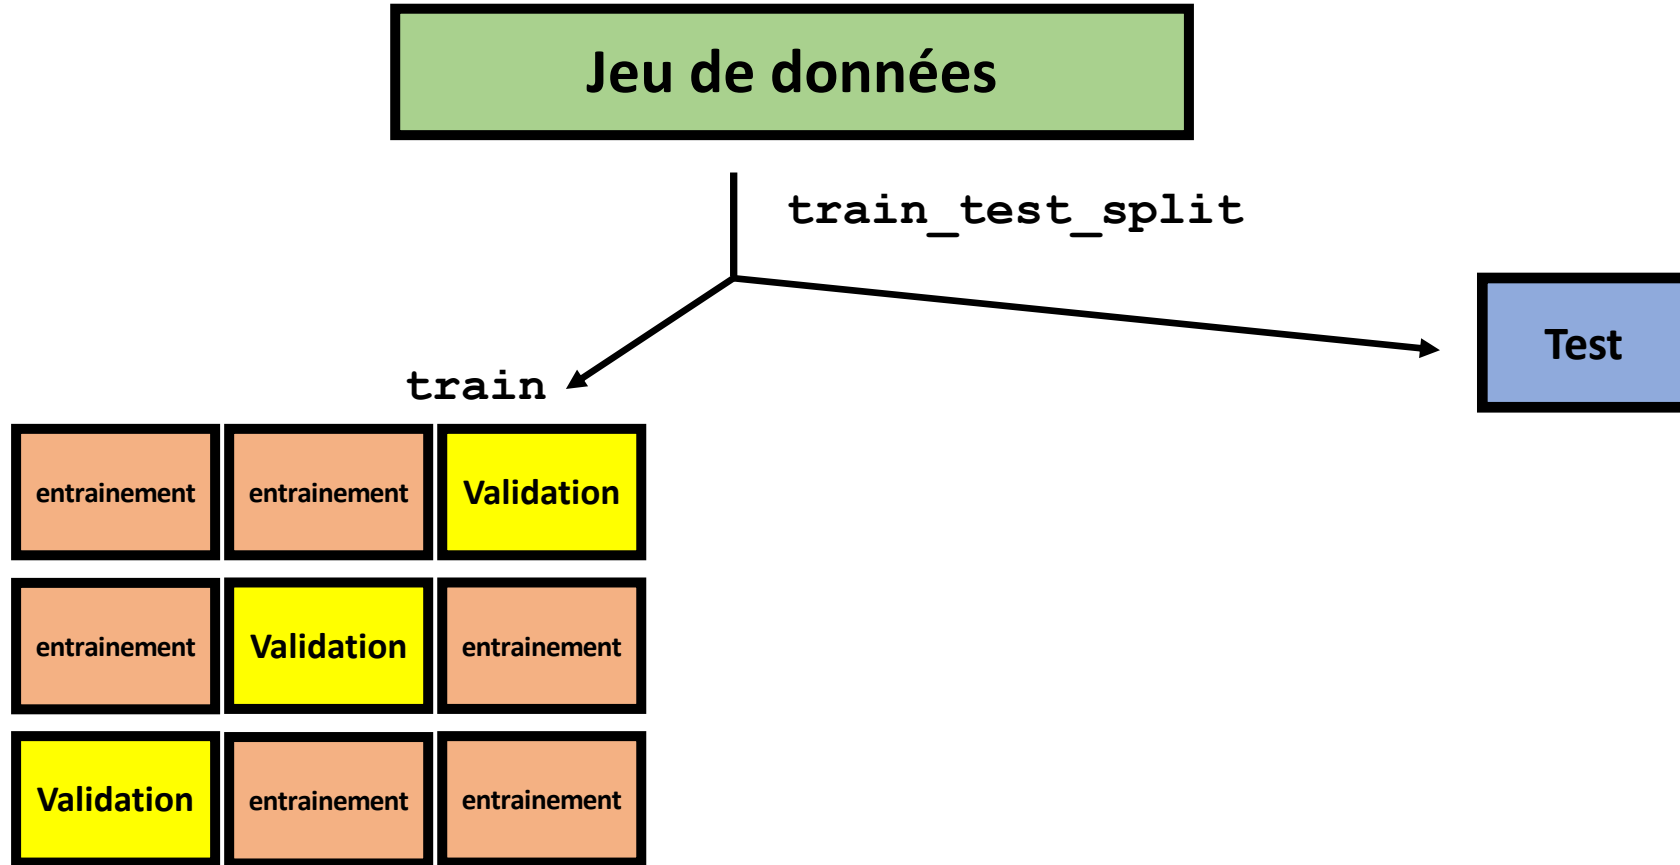 Jeu de données
train_test_split
Test
train
entrainement entrainement Validation
entrainement Validation entrainement
Validation entrainement entrainement